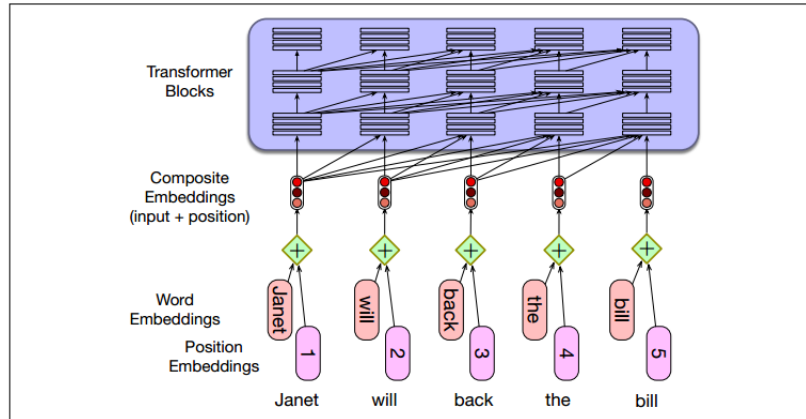 Transformer
Blocks
Composite
Embeddings
(input + position)
+ + + + +
Word
Embeddings
Janet will back the bill
Position
Embeddings
1 2 3 4 5
Janet will back the bill